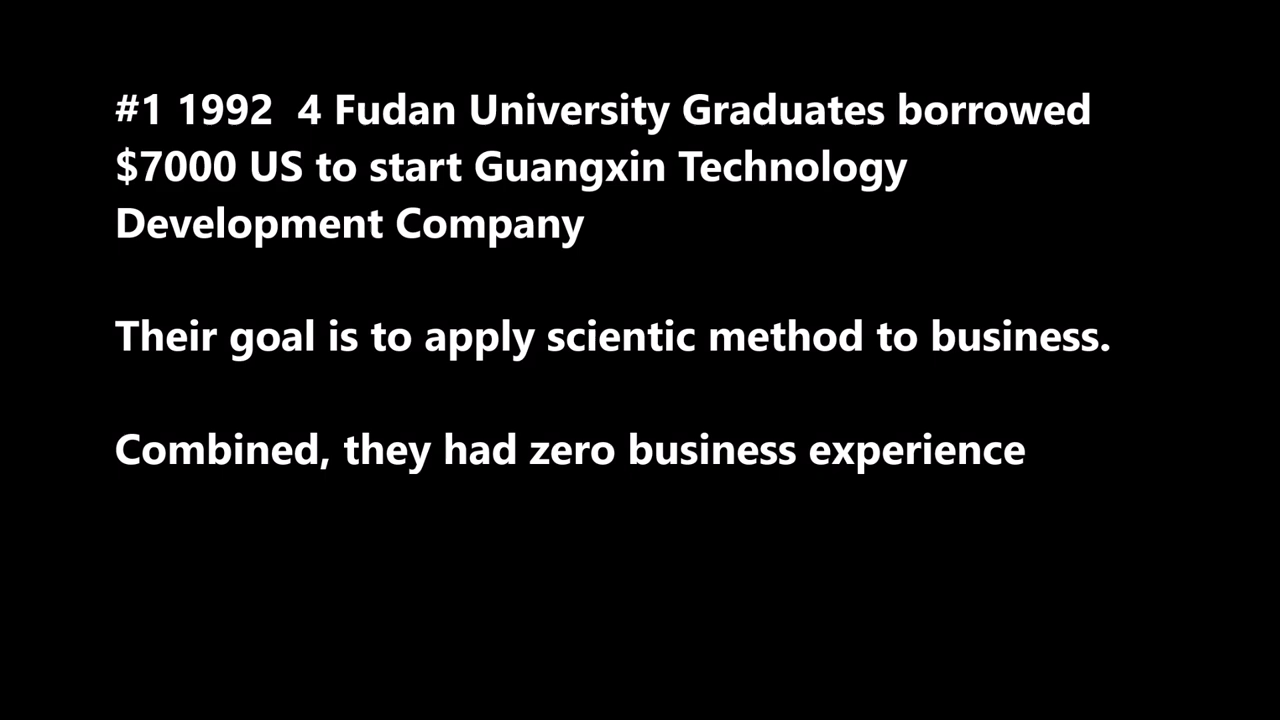 #1 1992  4 Fudan University Graduates borrowed
$7000 US to start Guangxin Technology
Development Company
Their goal is to apply scientic method to business.
Combined, they had zero business experience